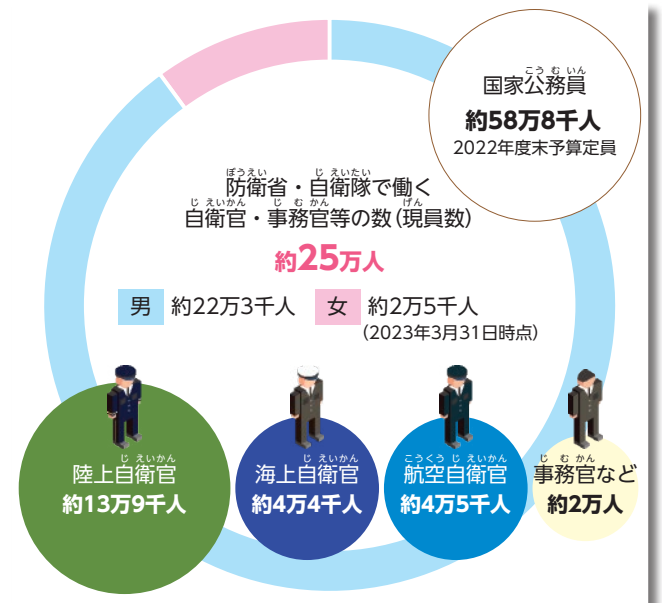 国家公務員
約58万8千人
2022年度末予算定員
防衛省・自衛隊で働く
自衛官・事務官等の数(現員数)
約25万人
男 約22万3千人 女 約2万5千人
(2023年3月31日時点)
陸上自衛官
約13万9千人
海上自衛官
約4万4千人
航空自衛官
約4万5千人
事務官など
約2万人